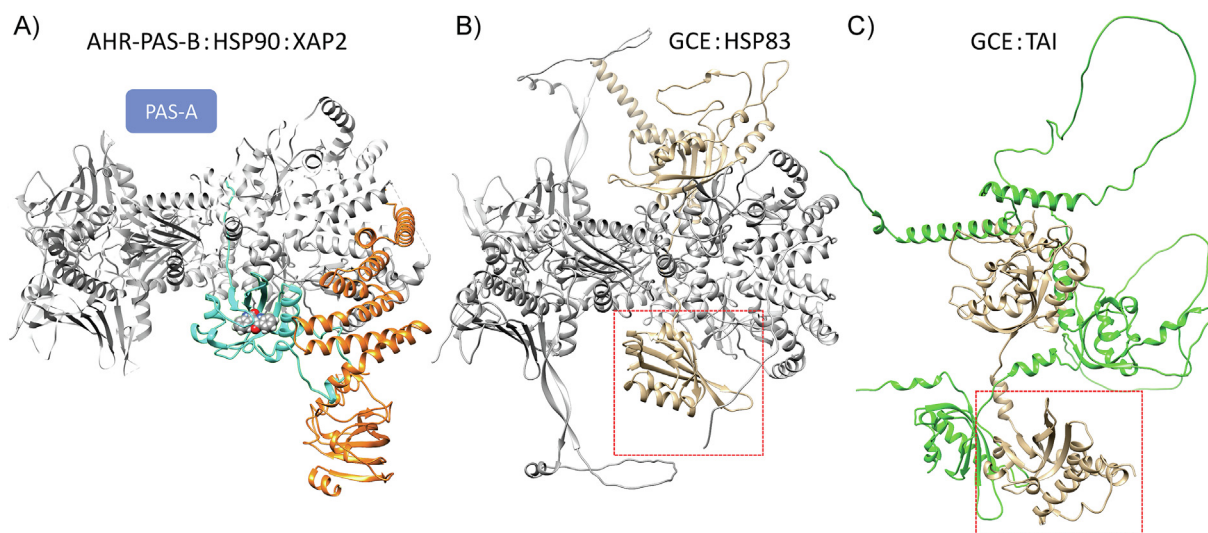 A)
AHR-PAS-B:HSP90:XAP2
PAS-A
B)
GCE:HSP83
C)
GCE:TAI